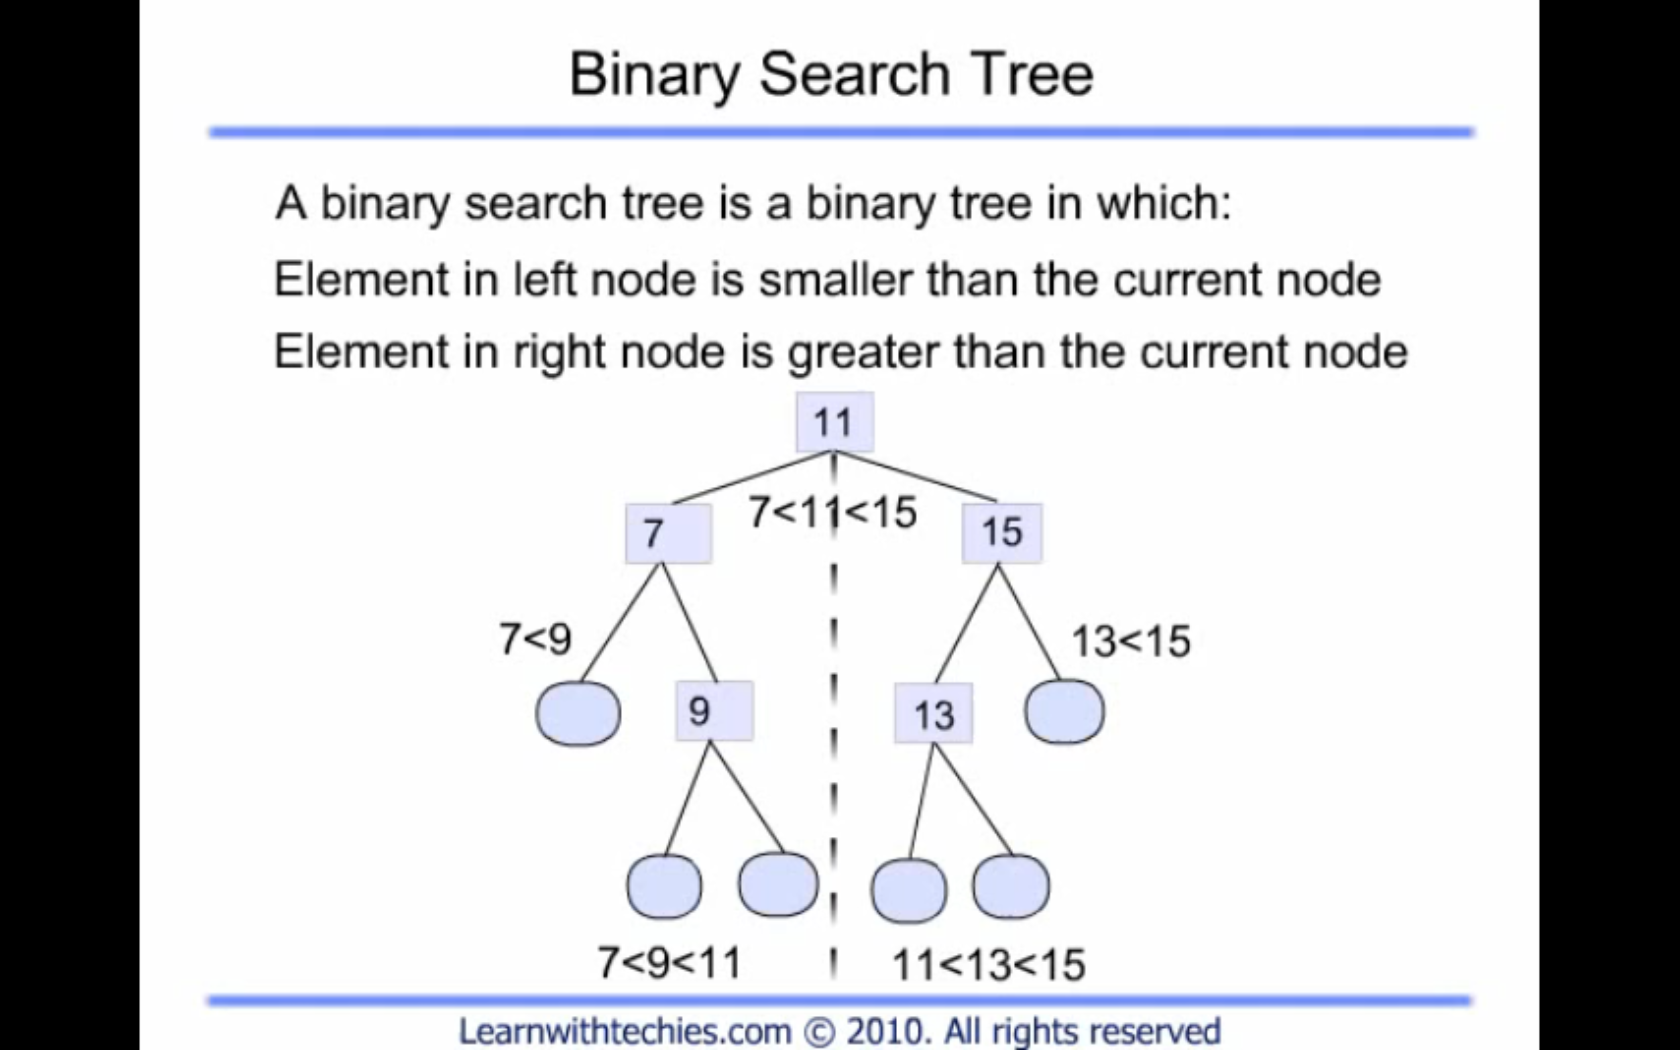 Binary Search Tree
A binary search tree is a binary tree in which:
Element in left node is smaller than the current node
Element in right node is greater than the current node
11
7<11<15
7
15
7<9
13<15
9
13
7<9<11
11<13<15
Learnwithtechies.com © 2010. All rights reserved